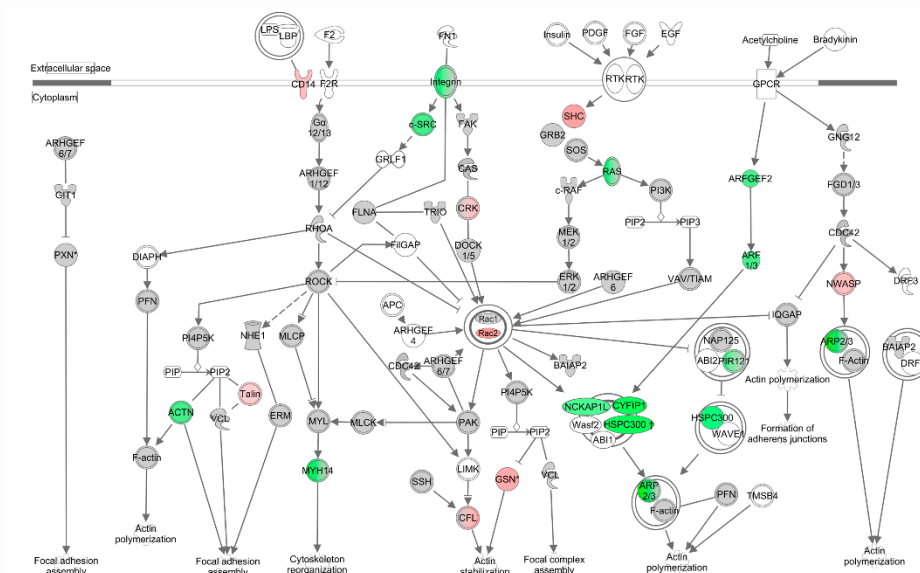 LPS
LBP
F2
FN1
Insulin
PDGF
FGF
EGF
Acetylcholine
Bradykinin
Extracellular space
Cytoplasm
CD14
F2R
Integrin
RTK
RTK
GPCR
ARHGEF
6/7
GIT1
PXN*
Gα
12/13
ARHGEF
1/12
RHOA
c-SRC
GRLF1
FAK
CAS
CRK
DOCK
1/5
FLNA
TRIO
FilGAP
SHC
GRB2
SOS
RAS
c-RAF
MEK
1/2
ERK
1/2
PI3K
PIP2
PIP3
VAV/TIAM
ARHGEF
6
ARFGEF2
ARF
1/3
GNG12
FGD1/3
CDC42
NWASP
DRF3
DIAPH
PFN
ROCK
PI4P5K
NHE1
MLCP
APC
ARHGEF
4
Rac1
Rac2
IQGAP
NAP125
ABI2
PIR121
ARP2/3
F-Actin
BAIAP2
DRF
PIP
PIP2
Talin
ACTN
VCL
ERM
MYL
MLCK
MYH14
CDC42
ARHGEF
6/7
PAK
LIMK
PI4P5K
BAIAP2
NCKAP1L
CYFIP1
Wasf2
HSPC300 1
ABI1
HSPC300
WAVE1
Actin polymerization
Formation of
adherens junctions
F-actin
SSH
CFL
GSN*
PIP
PIP2
VCL
ARP
2/3
F-actin
PFN
TMSB4
Focal adhesion
assembly
Actin
polymerization
Focal adhesion
assembly
Cytoskeleton
reorganization
Actin
stabilization
Focal complex
assembly
Actin
polymerization
Actin
polymerization